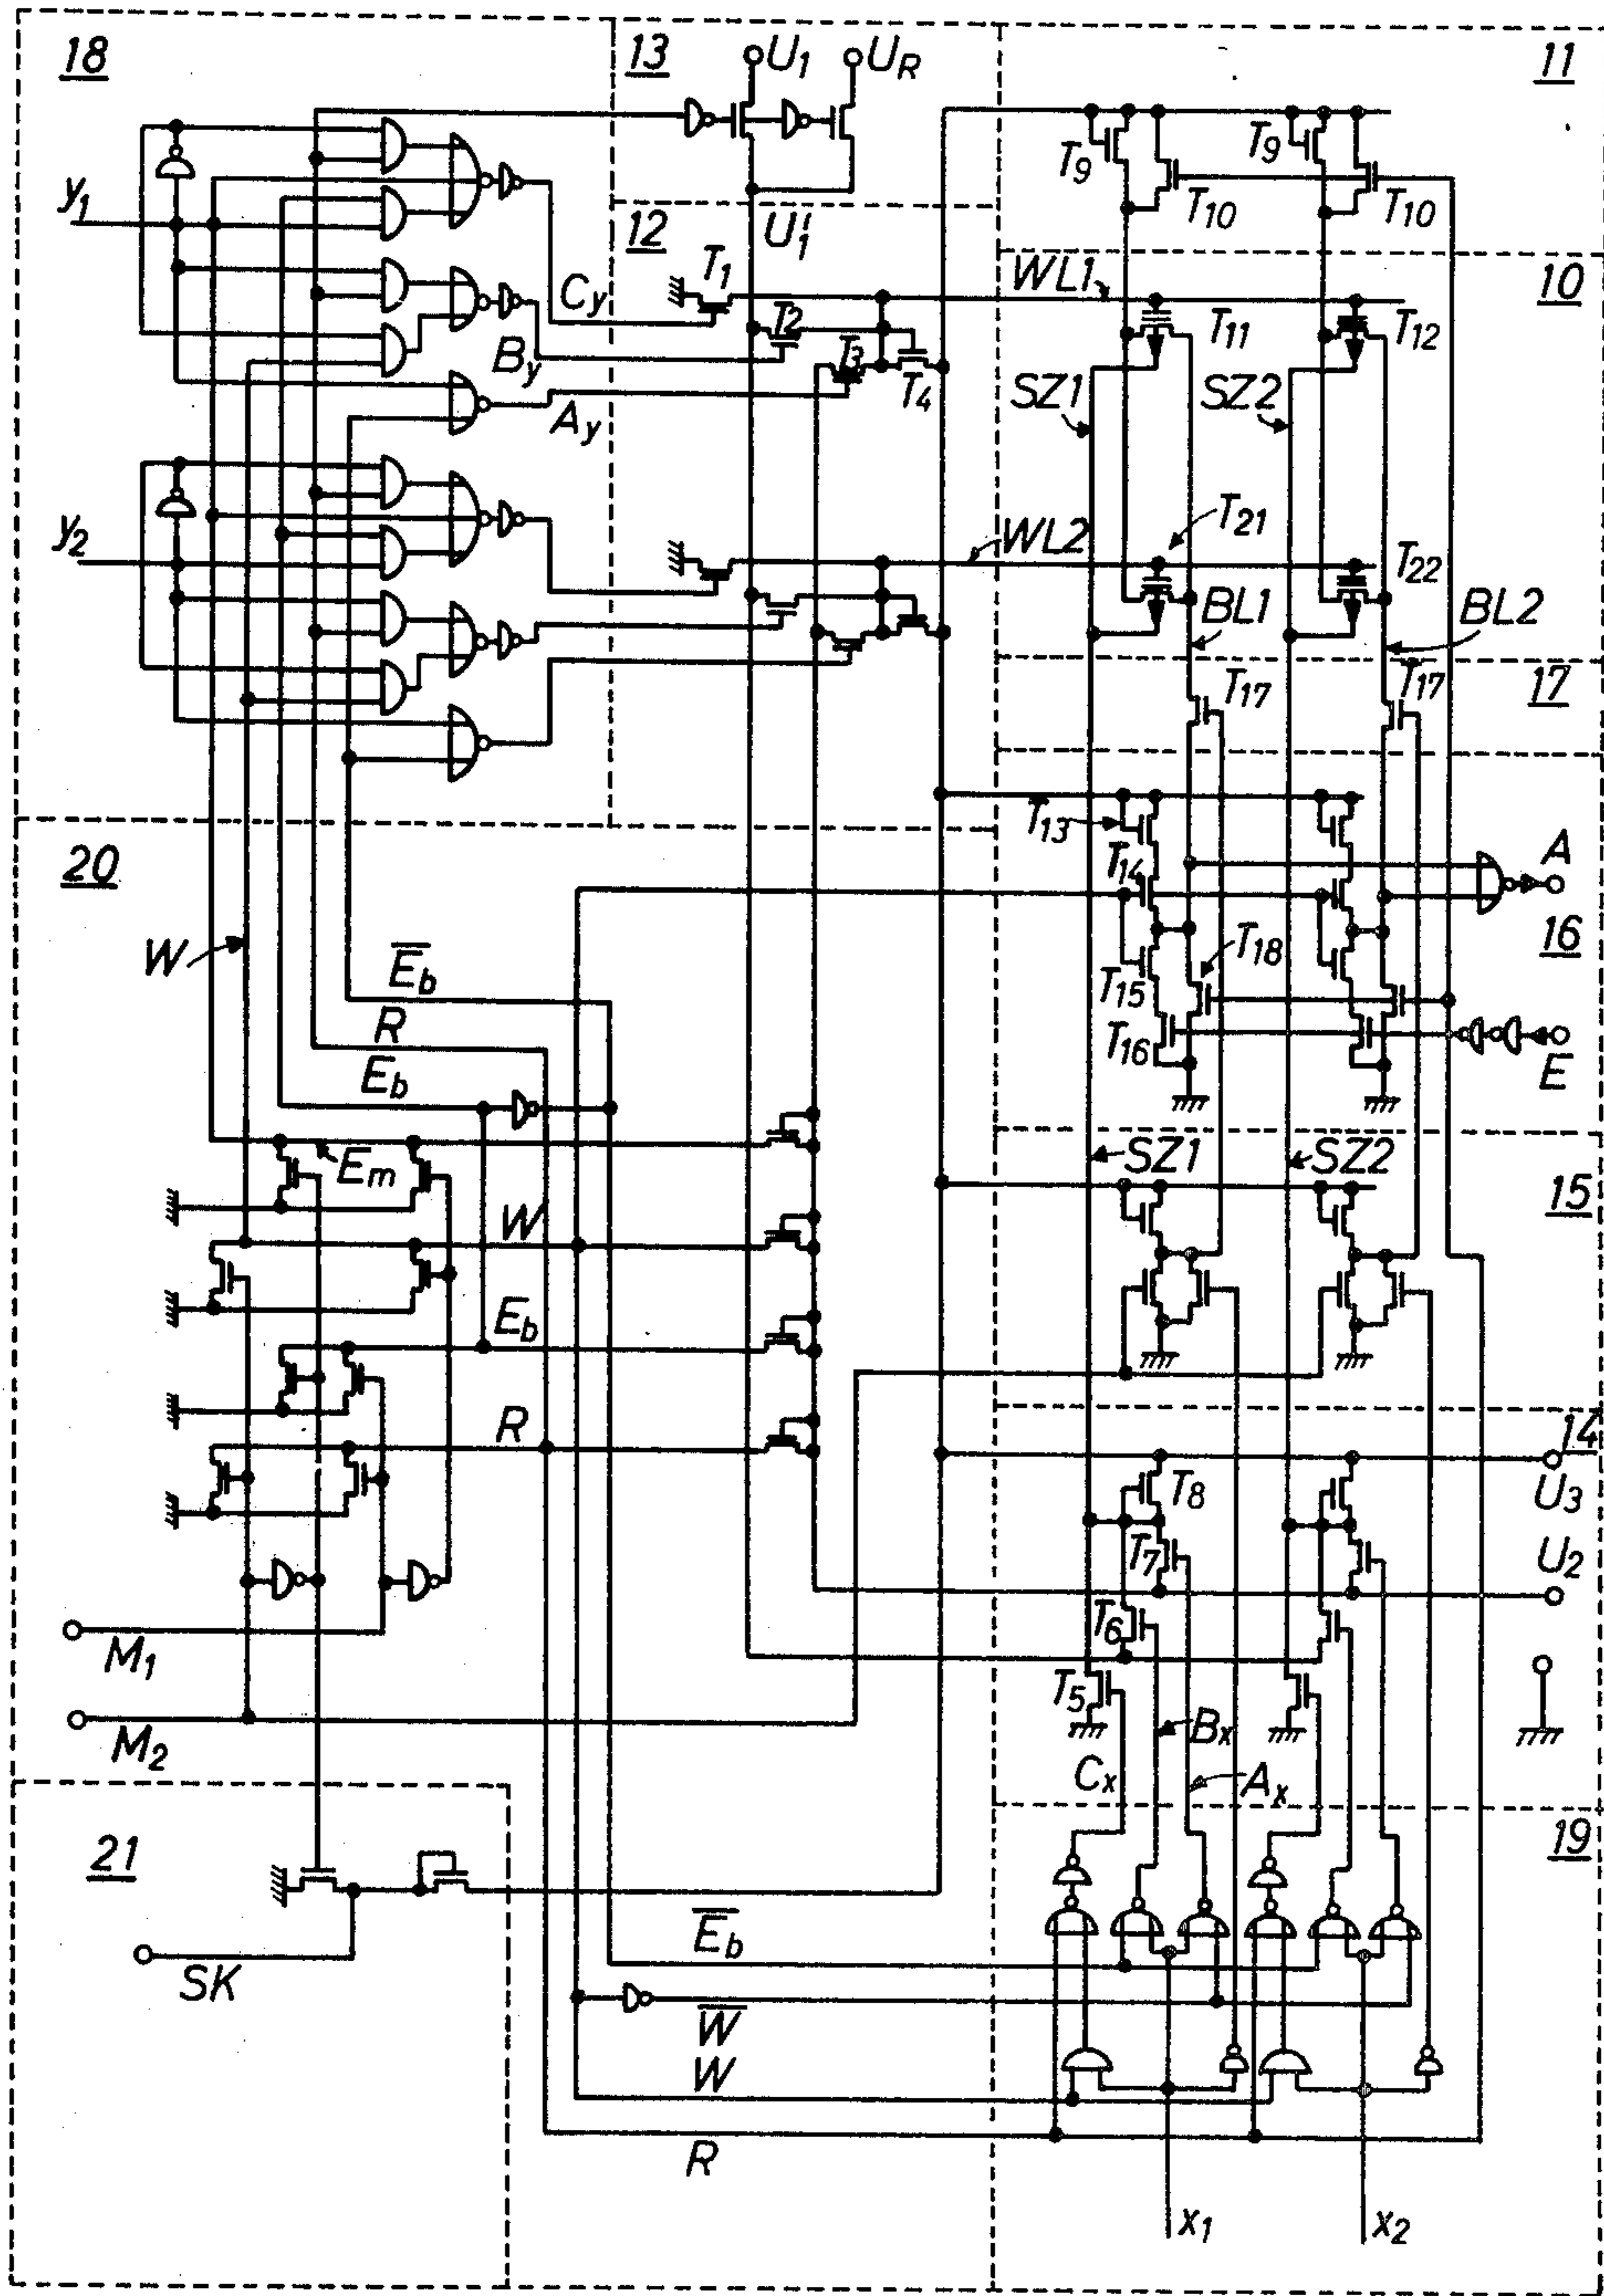 18
13
U1
UR
11
T9
T9
T10
T10
y1
12
U1'
Cy
T1
WL1
10
T2
T11
T12
By
T3
T4
SZ1
SZ2
Ay
T21
y2
WL2
T22
BL1
BL2
T17
T17
17
T13
A
20
T14
16
W
T18
Eb
T15
R
T16
Eb
E
Em
SZ1
SZ2
15
W
Eb
R
14
T8
U3
T7
U2
T6
M1
T5
Bx
M2
Cx
Ax
21
19
Eb
SK
W
W
R
x1
x2